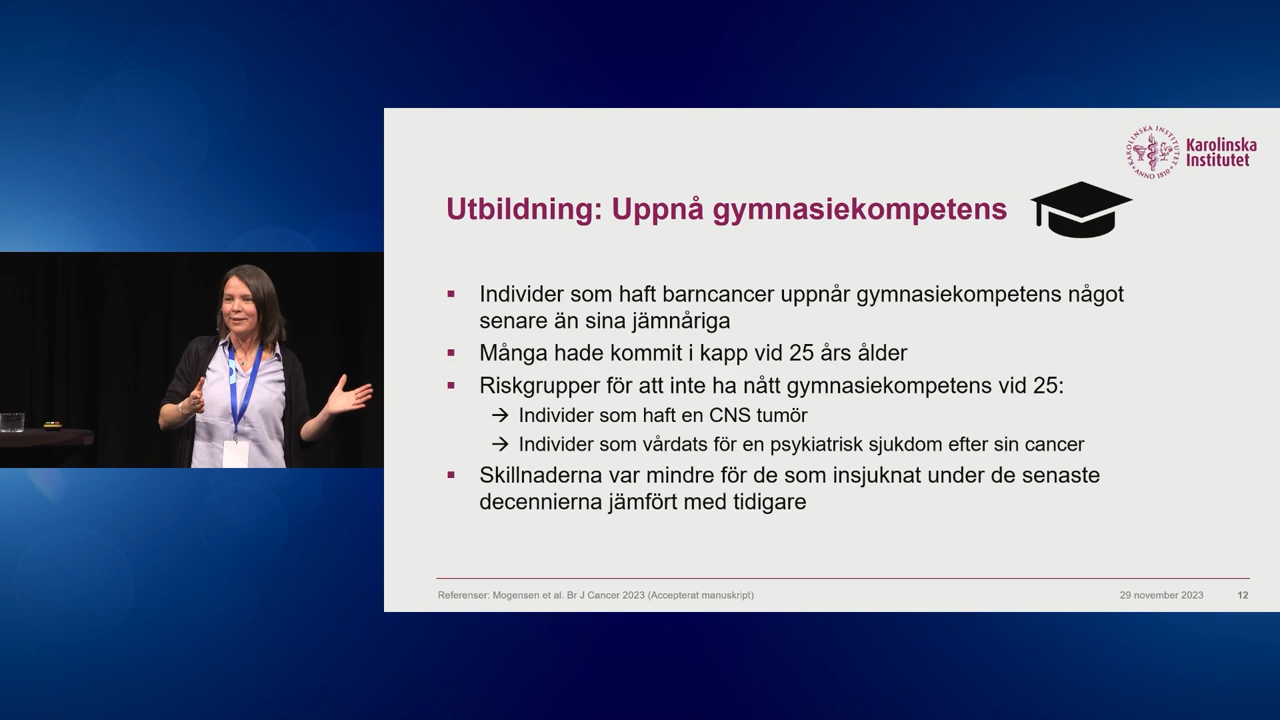 KAROLINSKA INSTITUTET
ANNO 1810
Karolinska
Institutet
Utbildning: Uppnå gymnasiekompetens
▪ Individer som haft barncancer uppnår gymnasiekompetens något
senare än sina jämnåriga
▪ Många hade kommit i kapp vid 25 års ålder
▪ Riskgrupper för att inte ha nått gymnasiekompetens vid 25:
→ Individer som haft en CNS tumör
→ Individer som vårdats för en psykiatrisk sjukdom efter sin cancer
▪ Skillnaderna var mindre för de som insjuknat under de senaste
decennierna jämfört med tidigare
Referenser: Mogensen et al. Br J Cancer 2023 (Accepterat manuskript)
29 november 2023
12